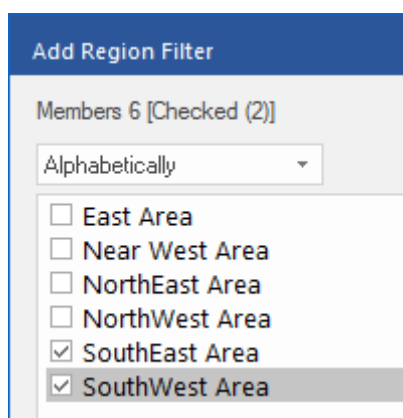 Add Region Filter
Members 6 [Checked (2)]
Alphabetically
East Area
Near West Area
NorthEast Area
NorthWest Area
SouthEast Area
SouthWest Area